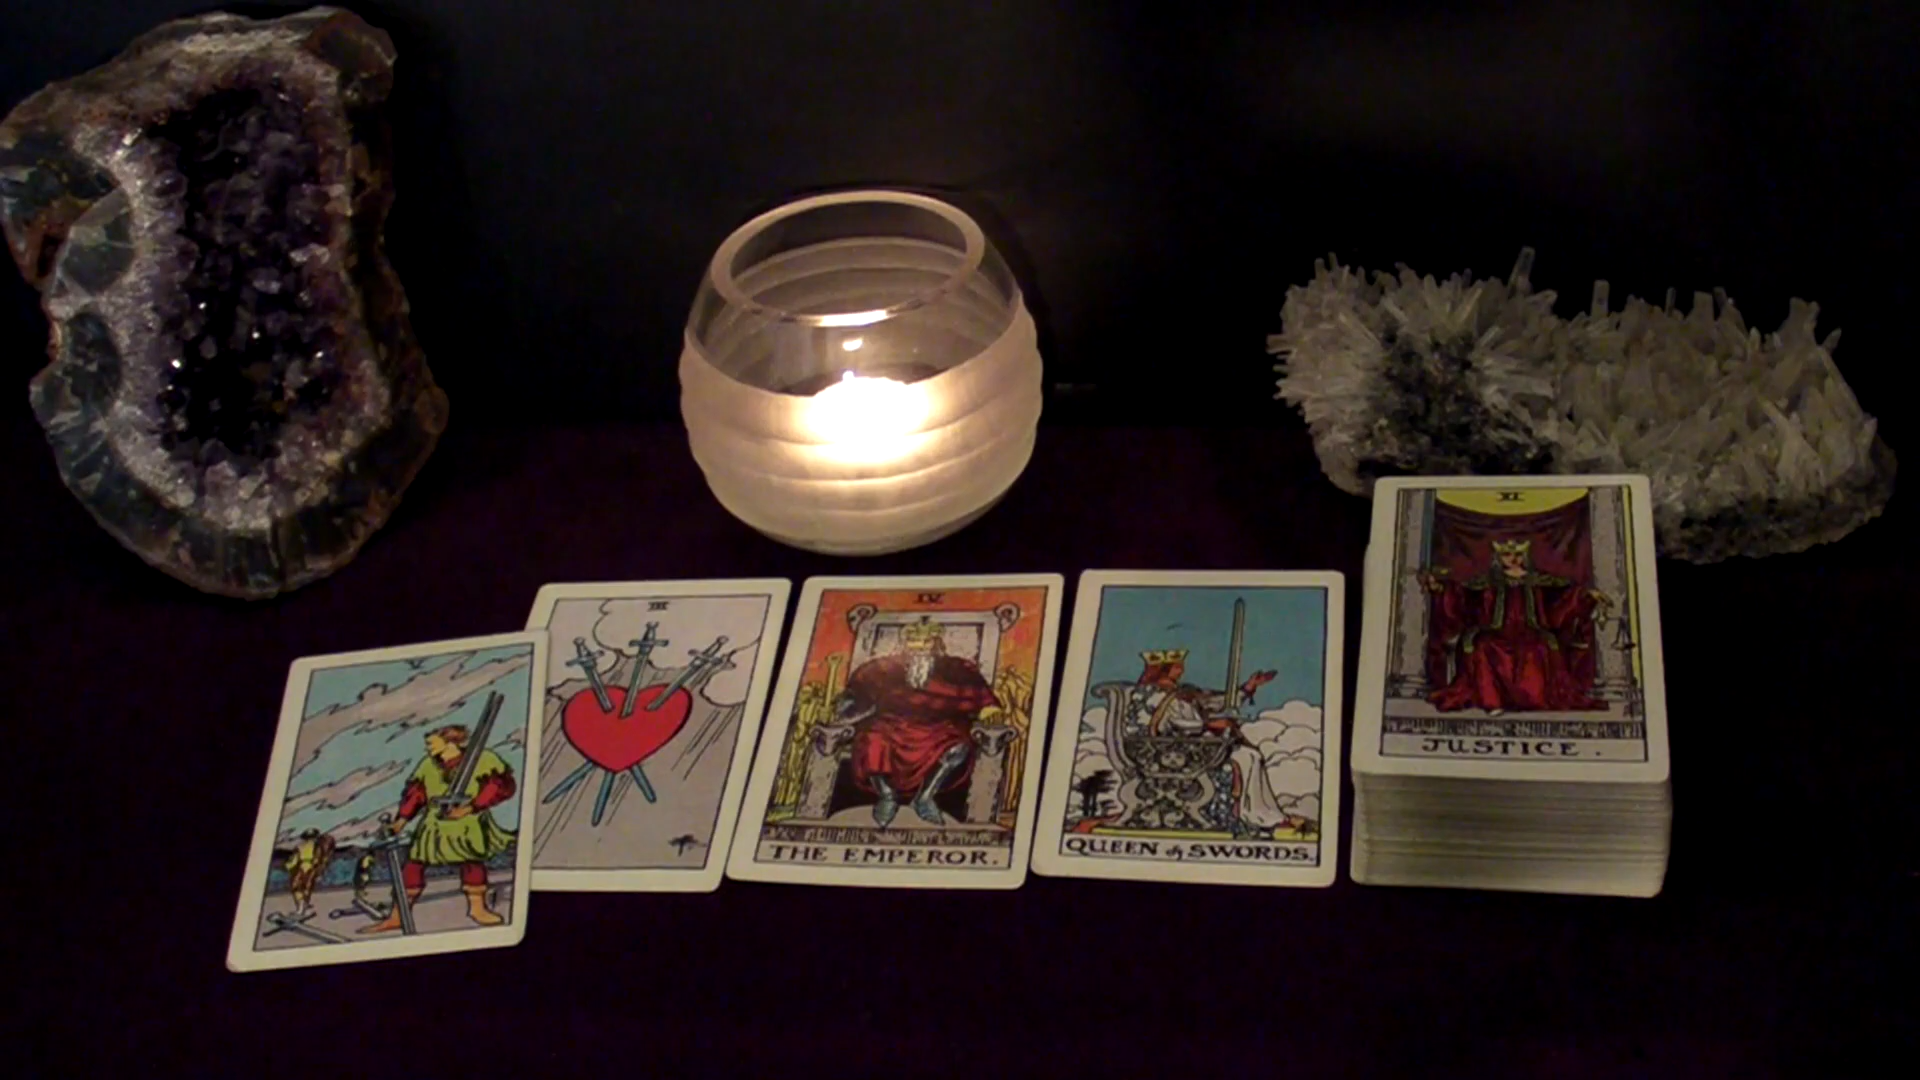 V
III
IV
THE EMPEROR.
QUEEN of SWORDS.
XI
JUSTICE.